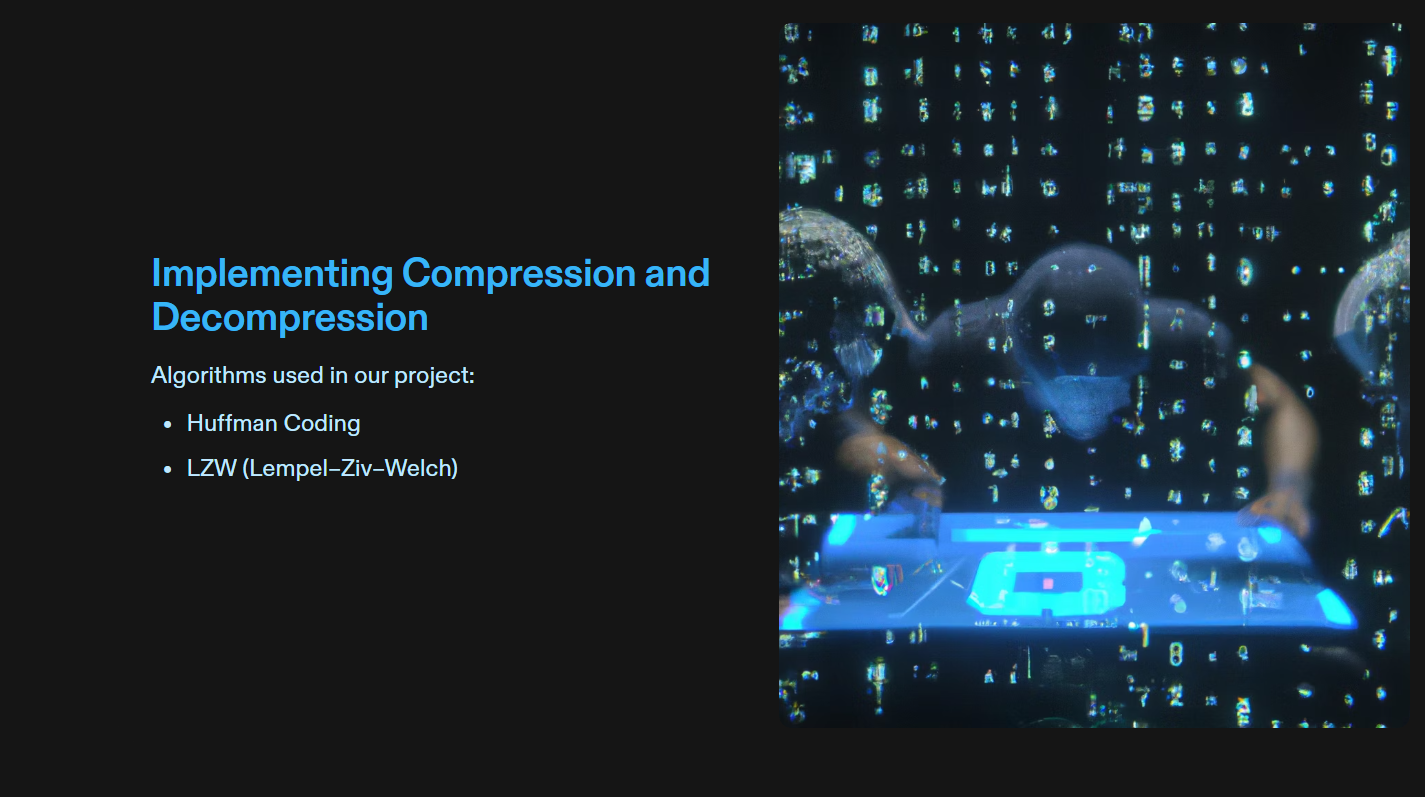 Implementing Compression and
Decompression
Algorithms used in our project:
• Huffman Coding
• LZW (Lempel–Ziv–Welch)